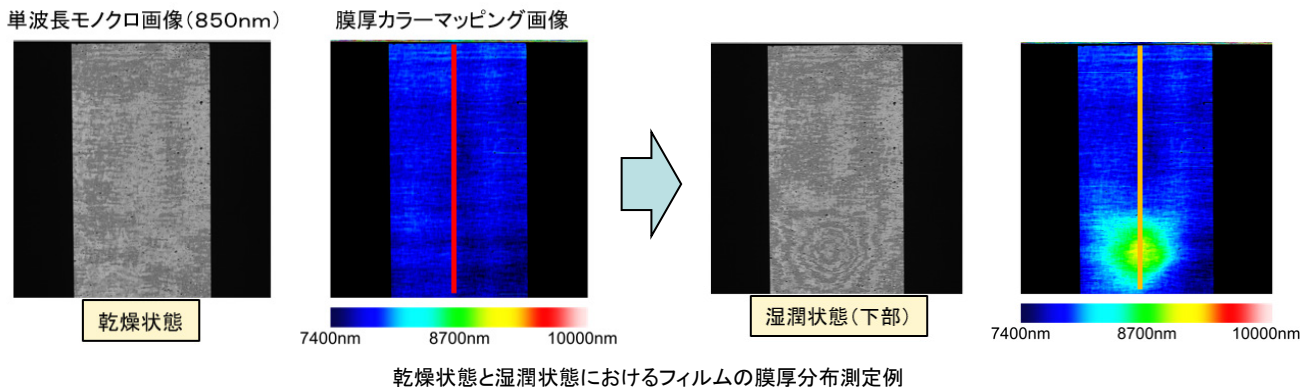 単波長モノクロ画像(850nm)
膜厚カラーマッピング画像
乾燥状態
7400nm 8700nm 10000nm
湿潤状態(下部)
7400nm 8700nm 10000nm
乾燥状態と湿潤状態におけるフィルムの膜厚分布測定例